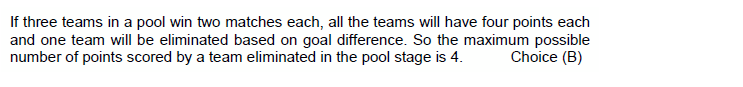 If three teams in a pool win two matches each, all the teams will have four points each
and one team will be eliminated based on goal difference. So the maximum possible
number of points scored by a team eliminated in the pool stage is 4. Choice (B)